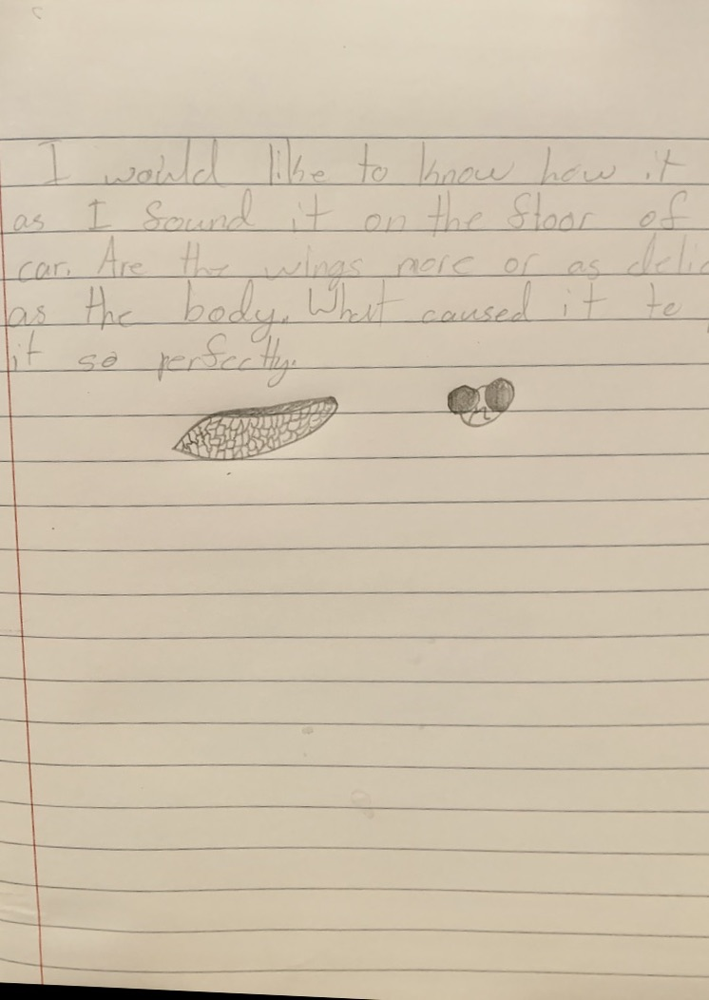 I would like to know how it
as I found it on the floor of
car. Are the wings more or as delic
as the body. What caused it to
it so perfectly.